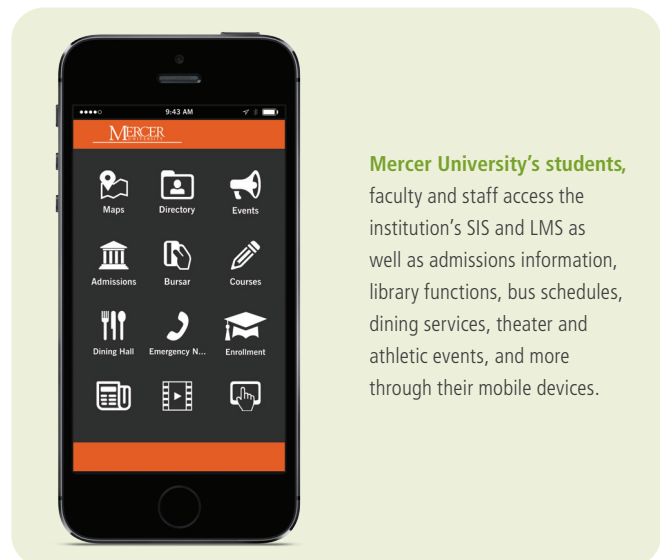 9:43 AM
MERCER
UNIVERSITY
Maps Directory Events
Admissions Bursar Courses
Dining Hall Emergency N... Enrollment
Mercer University’s students,
faculty and staff access the
institution’s SIS and LMS as
well as admissions information,
library functions, bus schedules,
dining services, theater and
athletic events, and more
through their mobile devices.